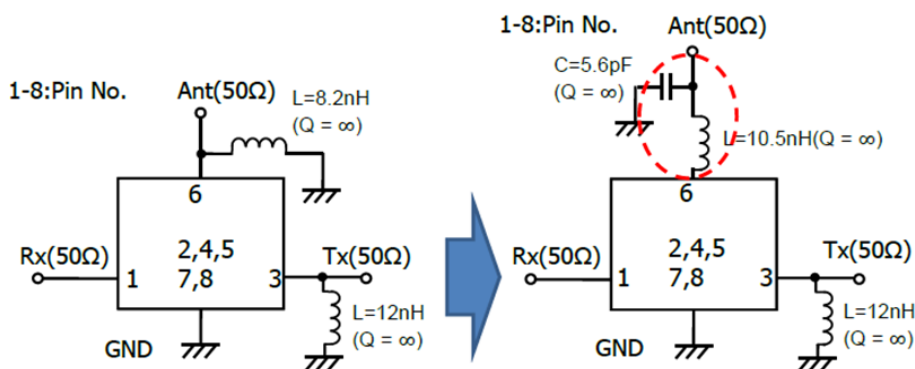 1-8:Pin No.
Ant(50Ω)
L=8.2nH
(Q = ∞)
6
Rx(50Ω)
1
2,4,5
7,8
3
Tx(50Ω)
L=12nH
(Q = ∞)
GND
1-8:Pin No.
Ant(50Ω)
C=5.6pF
(Q = ∞)
L=10.5nH(Q = ∞)
6
Rx(50Ω)
1
2,4,5
7,8
3
Tx(50Ω)
L=12nH
(Q = ∞)
GND